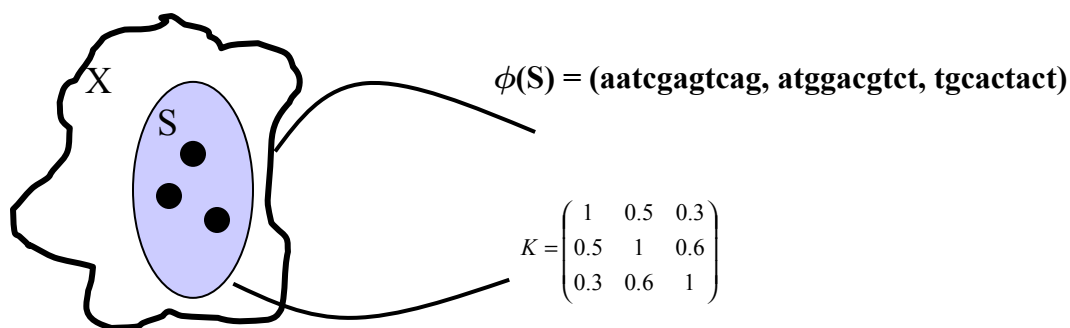 X
S
ϕ(S) = (aatcgagtcag, atggacgtct, tgcactact)
1 0.5 0.3
K = 0.5 1 0.6
0.3 0.6 1